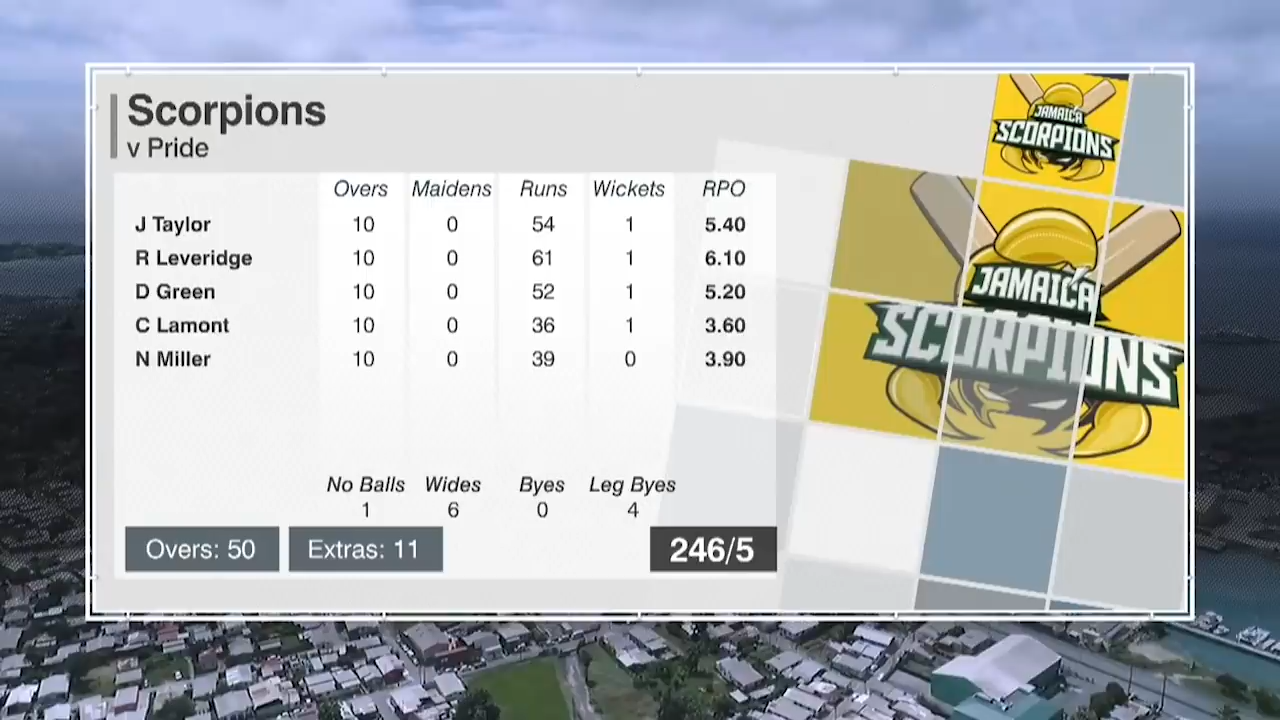 Scorpions
v Pride
Overs Maidens Runs Wickets RPO
J Taylor 10 0 54 1 5.40
R Leveridge 10 0 61 1 6.10
D Green 10 0 52 1 5.20
C Lamont 10 0 36 1 3.60
N Miller 10 0 39 0 3.90
No Balls Wides Byes Leg Byes
1 6 0 4
Overs: 50 Extras: 11 246/5
JAMAICA
SCORPIONS
JAMAICA
SCORPIONS